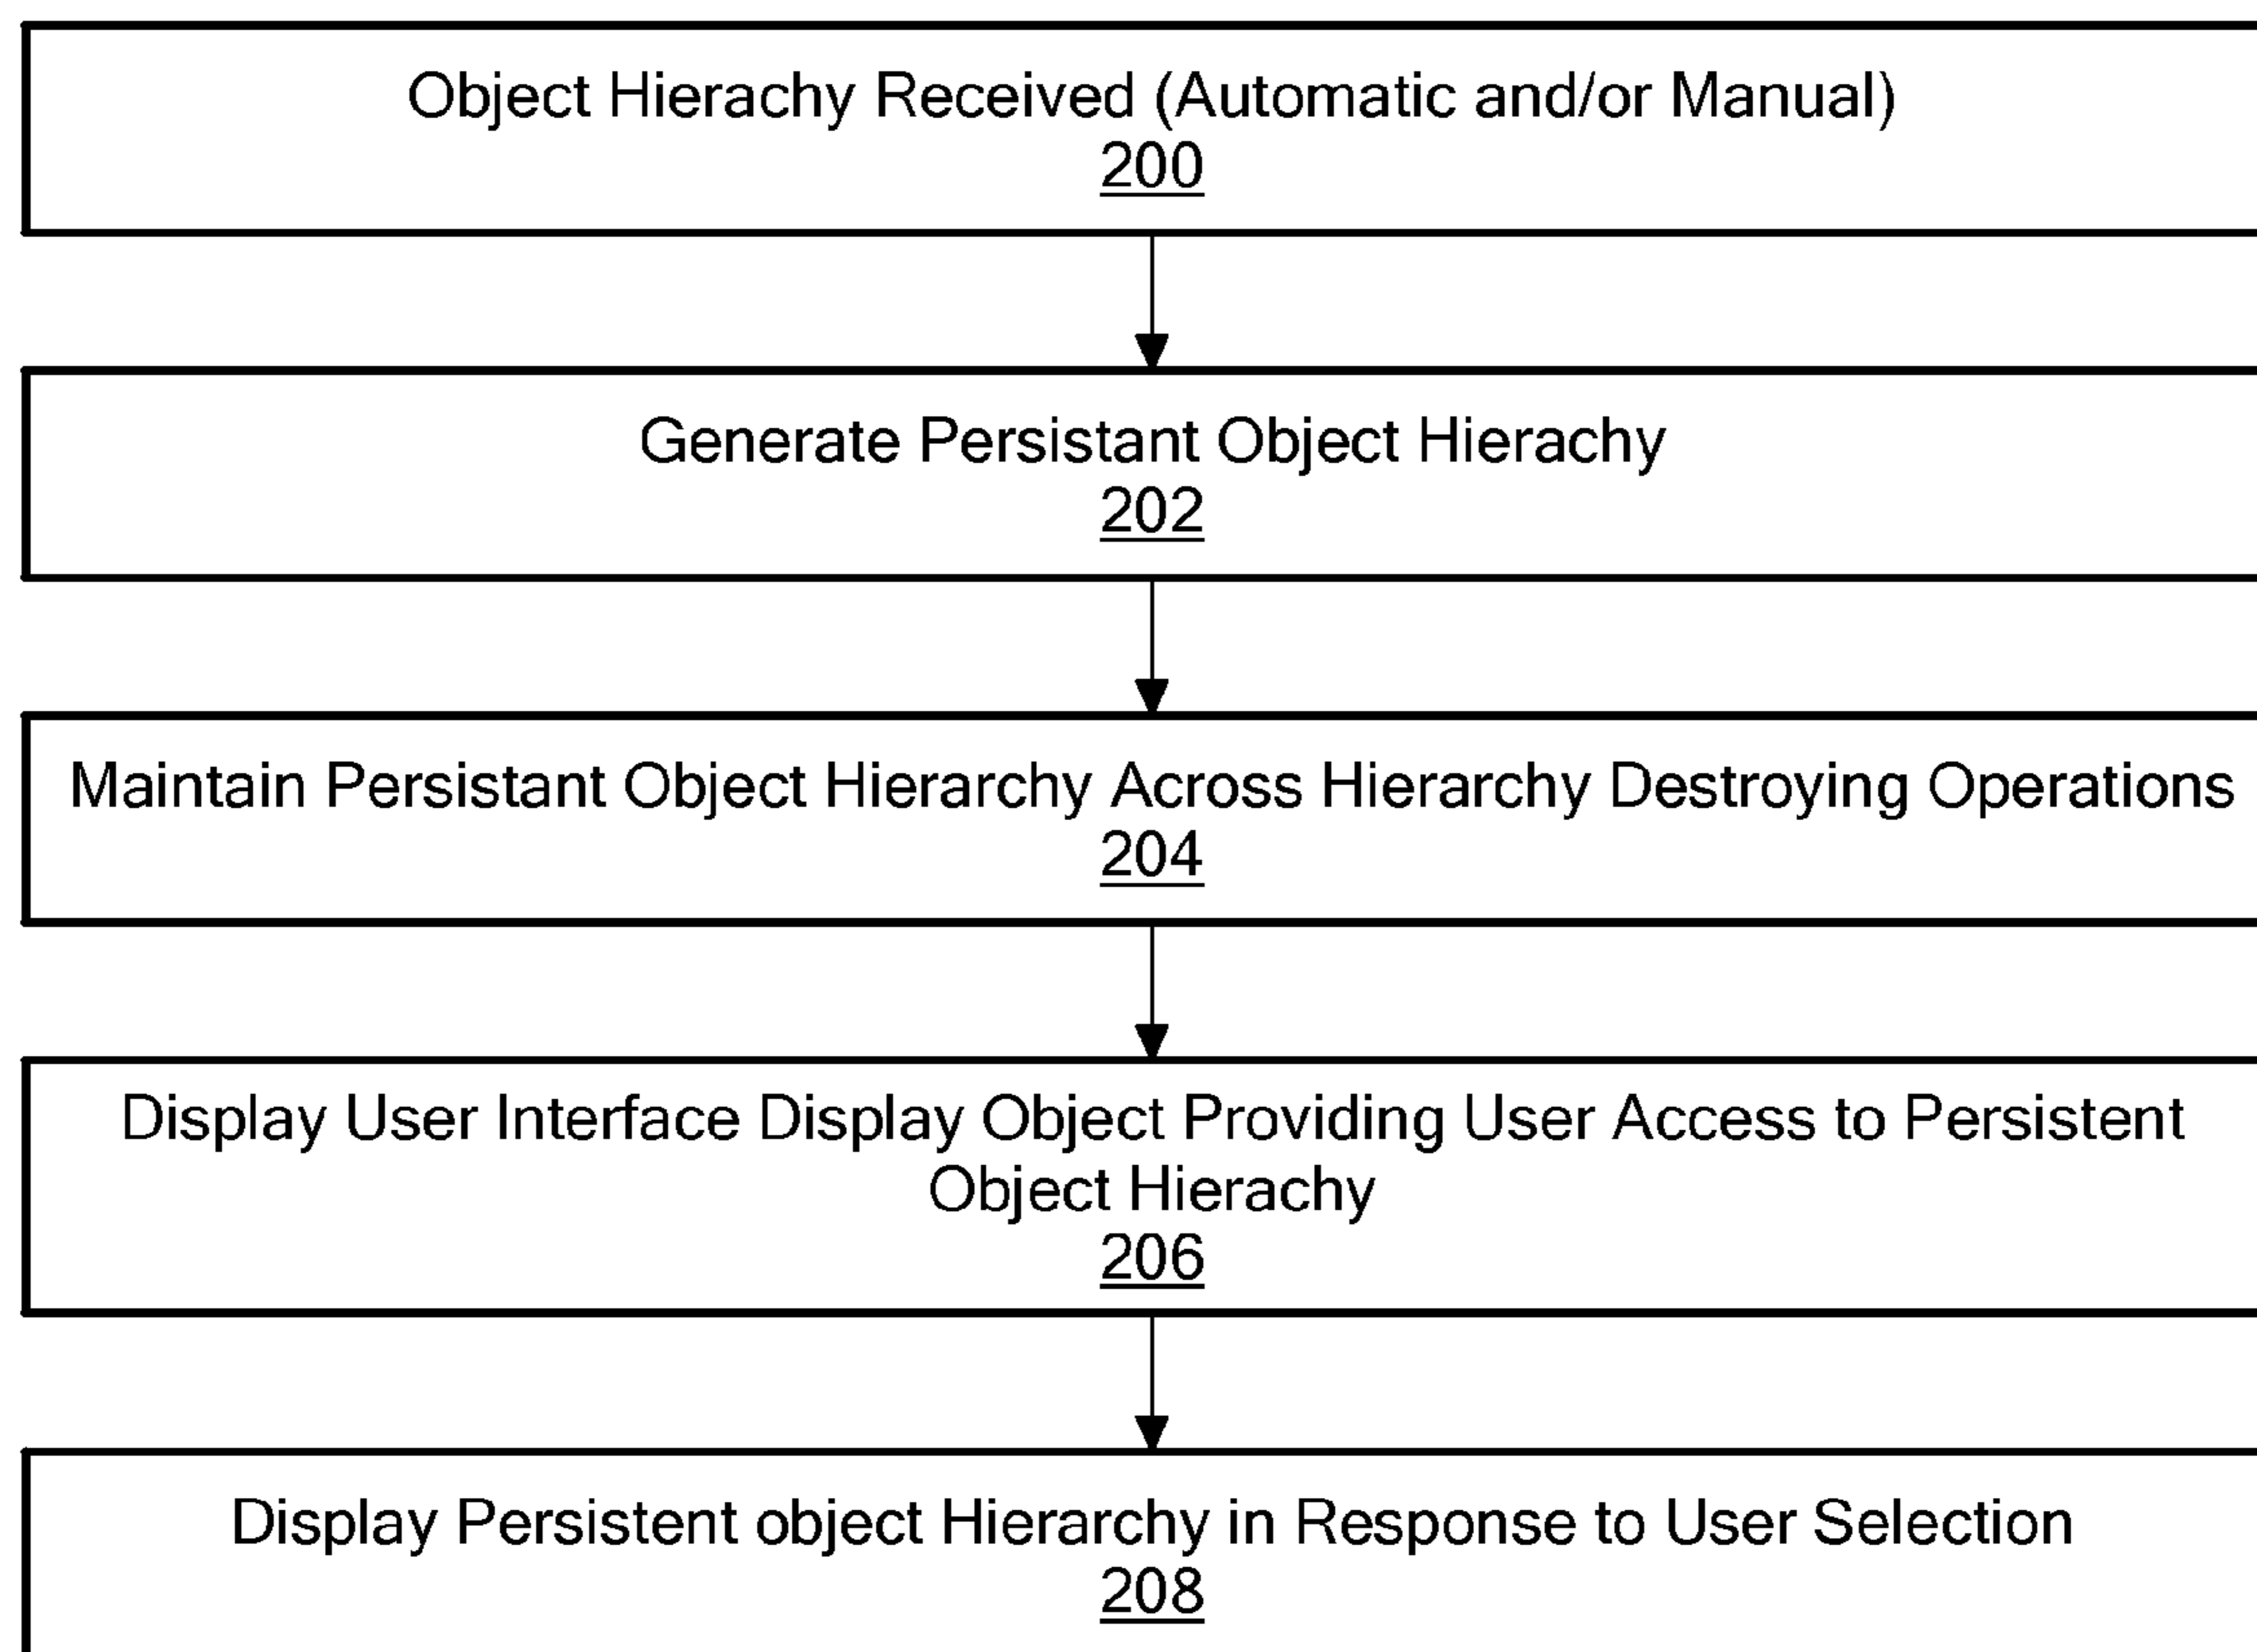 Object Hierachy Received (Automatic and/or Manual)
200
Generate Persistant Object Hierachy
202
Maintain Persistant Object Hierarchy Across Hierarchy Destroying Operations
204
Display User Interface Display Object Providing User Access to Persistent
Object Hierachy
206
Display Persistent object Hierarchy in Response to User Selection
208